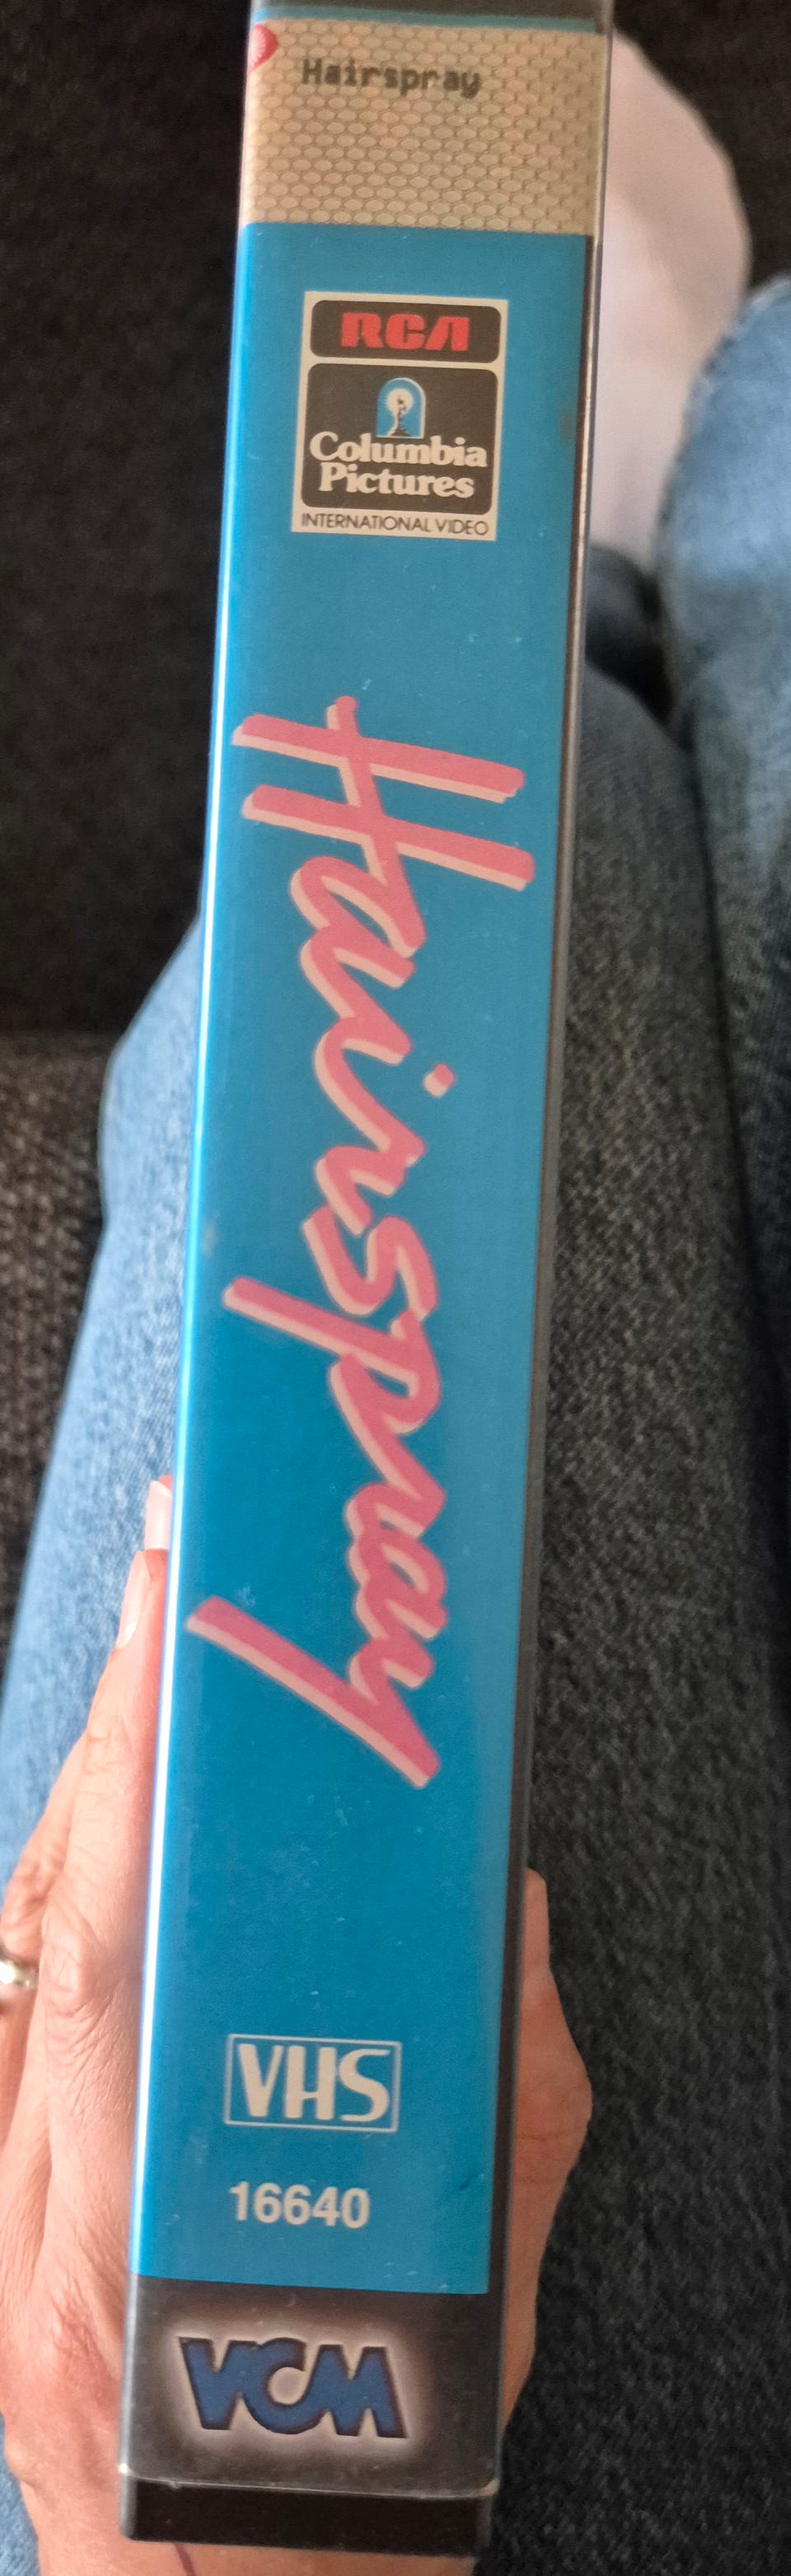 Hairspray
RCA
Columbia
Pictures
INTERNATIONAL VIDEO
Hairspray
VHS
16640
VCM